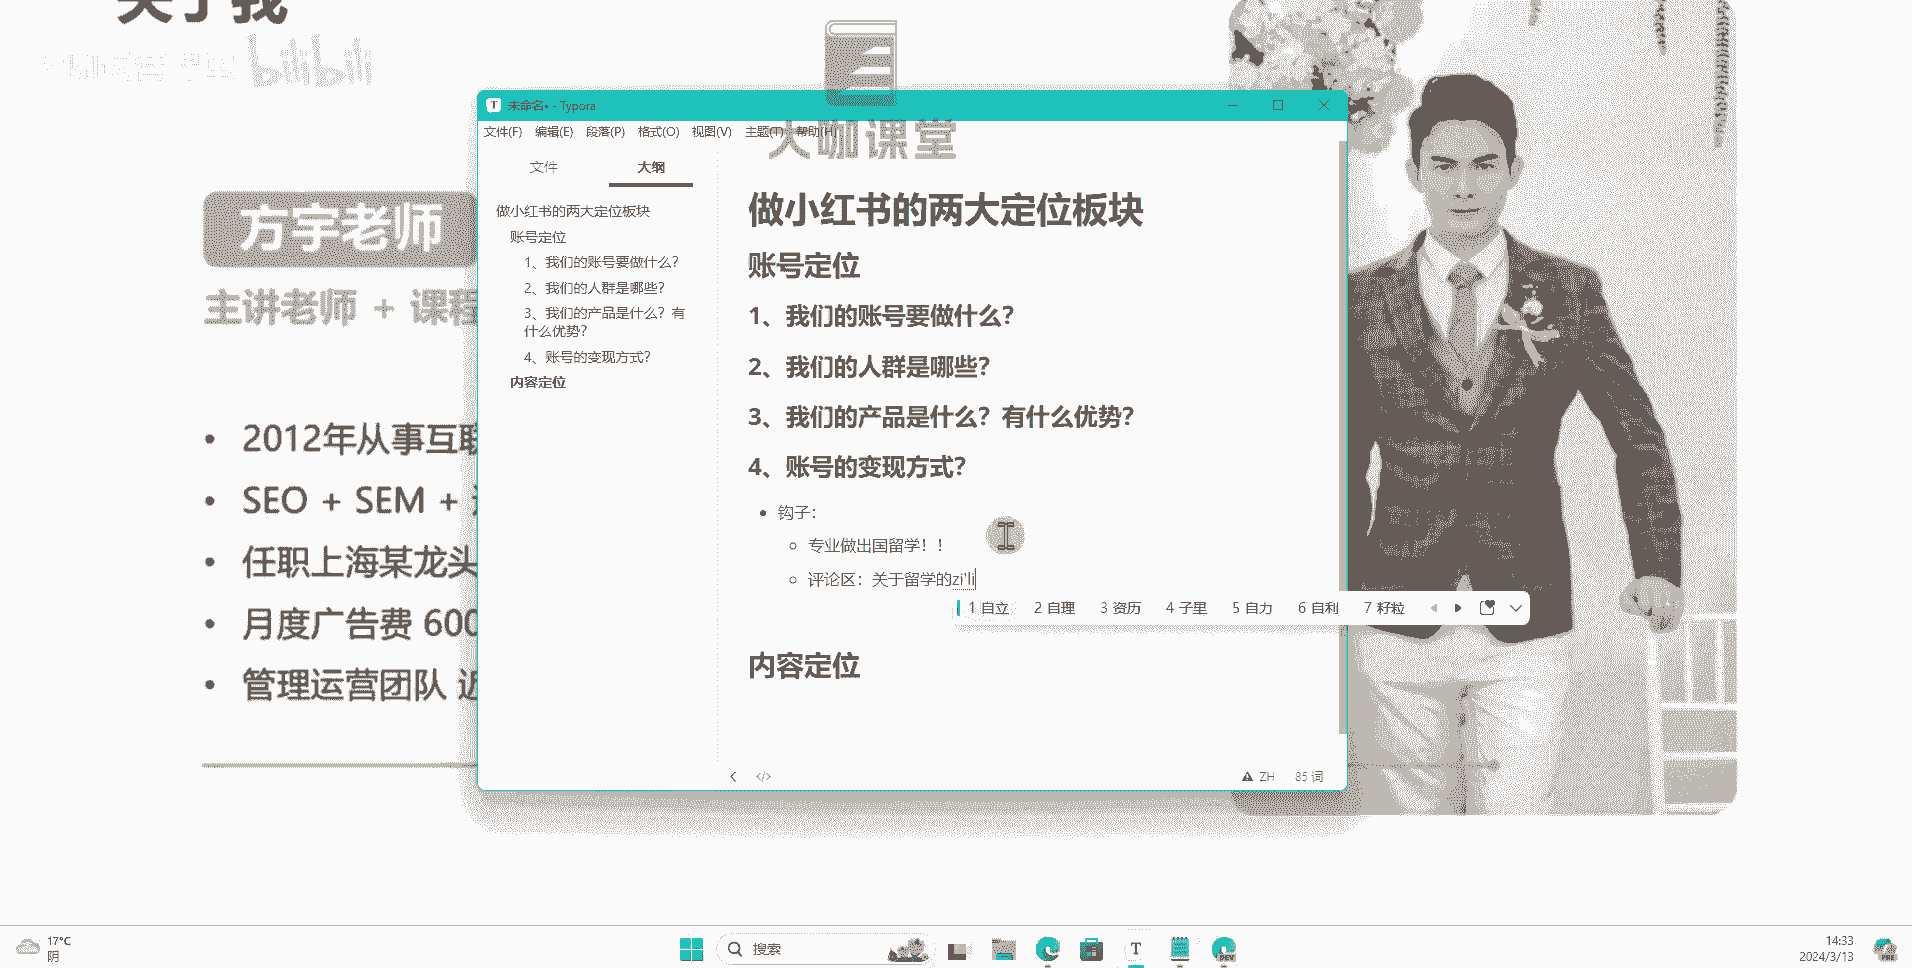 关于我
bilibili
大咖课堂
方宇老师
主讲老师 + 课程
• 2012年从事互联
• SEO + SEM +
• 任职上海某龙头
• 月度广告费 600
• 管理运营团队 近
未命名• - Typora
文件(F) 编辑(E) 段落(P) 格式(O) 视图(V) 主题(T) 帮助(H)
文件 大纲
做小红书的两大定位板块
账号定位
1、我们的账号要做什么？
2、我们的人群是哪些？
3、我们的产品是什么？有
什么优势？
4、账号的变现方式？
内容定位
做小红书的两大定位板块
账号定位
1、我们的账号要做什么？
2、我们的人群是哪些？
3、我们的产品是什么？有什么优势？
4、账号的变现方式？
• 钩子：
◦ 专业做出国留学！！
◦ 评论区：关于留学的zi'li
1 自立 2 自理 3 资历 4 子里 5 自力 6 自利 7 籽粒
内容定位
ZH 85 词
17°C
阴
搜索
T
DEV
14:33
2024/3/13
PRE